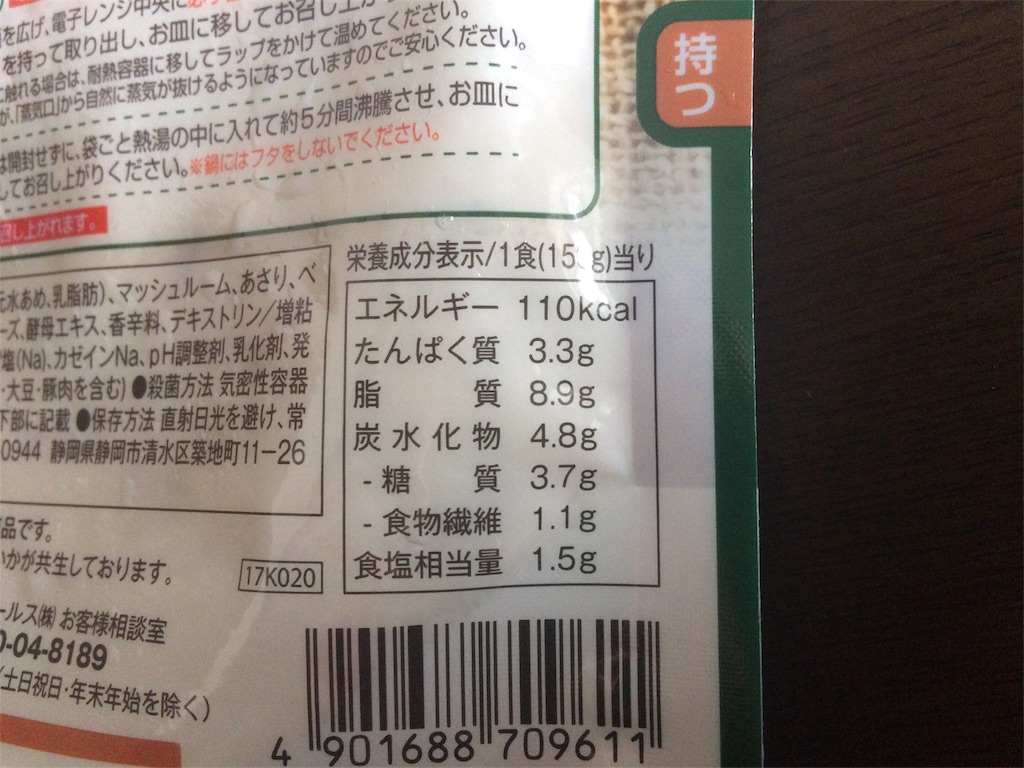 を広げ、電子レンジ中央に
を持って取り出し、お皿に移してお召し上が
に触れる場合は、耐熱容器に移してラップをかけて温めてください。
が、「蒸気口」から自然に蒸気が抜けるようになっていますのでご安心ください。
は開封せずに、袋ごと熱湯の中に入れて約5分間沸騰させ、お皿に
してお召し上がりください。※鍋にはフタをしないでください。
召し上がれます。
持つ
元水あめ、乳脂肪)、マッシュルーム、あさり、ベ
ーズ、酵母エキス、香辛料、デキストリン/増粘
塩(Na)、カゼインNa、pH調整剤、乳化剤、発
・大豆・豚肉を含む) ●殺菌方法 気密性容器
下部に記載 ●保存方法 直射日光を避け、常
0944 静岡県静岡市清水区築地町11-26
品です。
いかが共生しております。
17K020
ールス㈱ お客様相談室
0-04-8189
(土日祝日・年末年始を除く)
栄養成分表示/1食(15 g)当り
エネルギー 110kcal
たんぱく質 3.3g
脂質 8.9g
炭水化物 4.8g
-糖質 3.7g
-食物繊維 1.1g
食塩相当量 1.5g
4 901688 709611